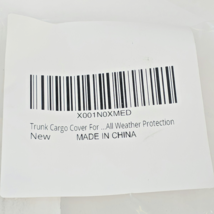 X001N0XMED
Trunk Cargo Cover For ...All Weather Protection
New MADE IN CHINA